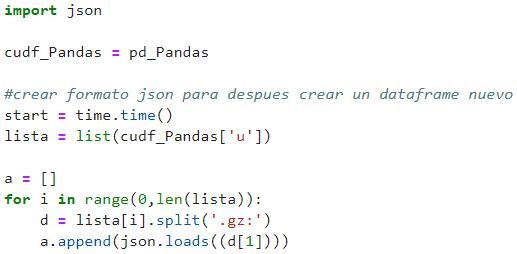 import json
cudf_Pandas = pd_Pandas
#crear formato json para despues crear un dataframe nuevo
start = time.time()
lista = list(cudf_Pandas['u'])
a = []
for i in range(0,len(lista)):
    d = lista[i].split('.gz:')
    a.append(json.loads((d[1])))